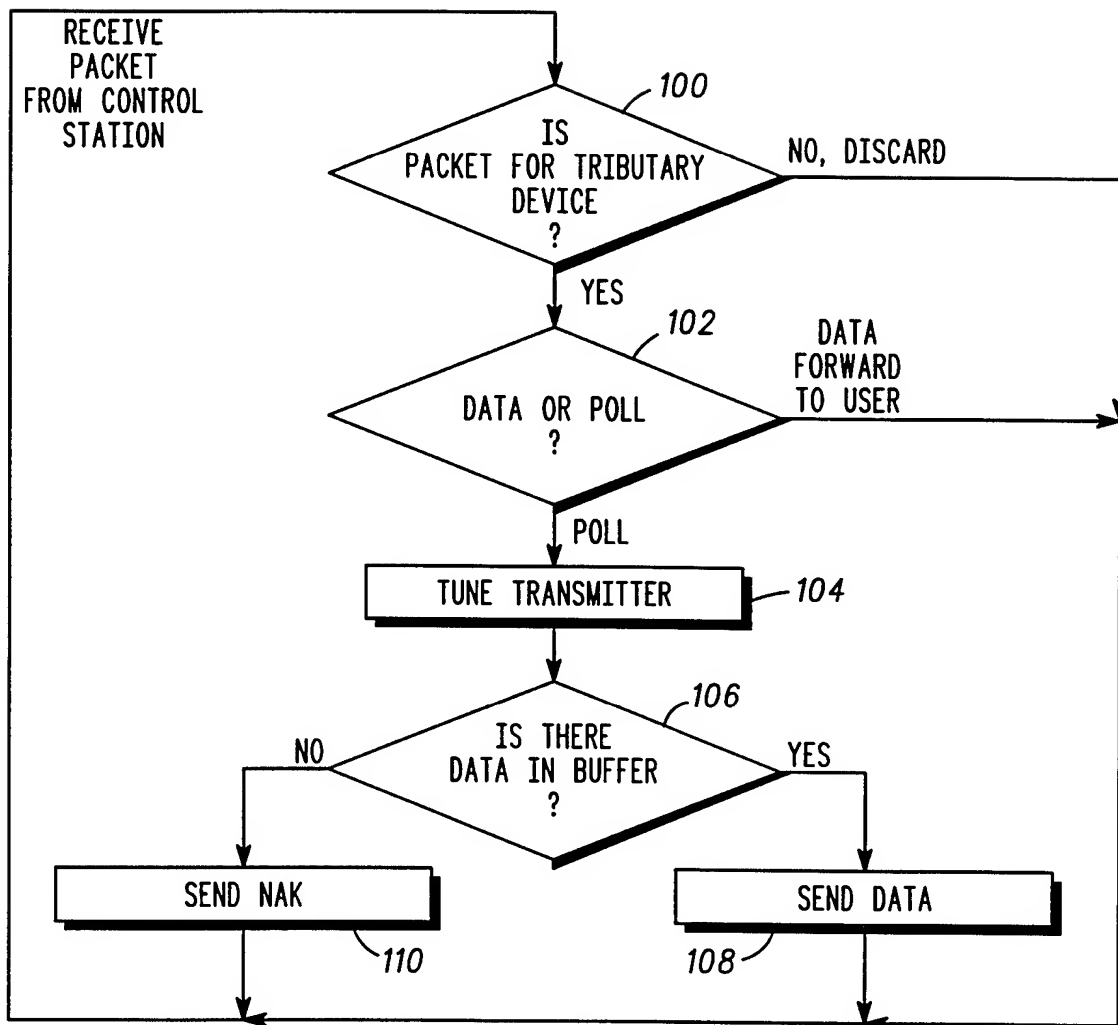 RECEIVE
PACKET
FROM CONTROL
STATION
100
IS
PACKET FOR TRIBUTARY
DEVICE
?
NO, DISCARD
YES
102
DATA OR POLL
?
DATA
FORWARD
TO USER
POLL
TUNE TRANSMITTER
104
106
IS THERE
DATA IN BUFFER
?
NO
YES
SEND NAK
110
SEND DATA
108